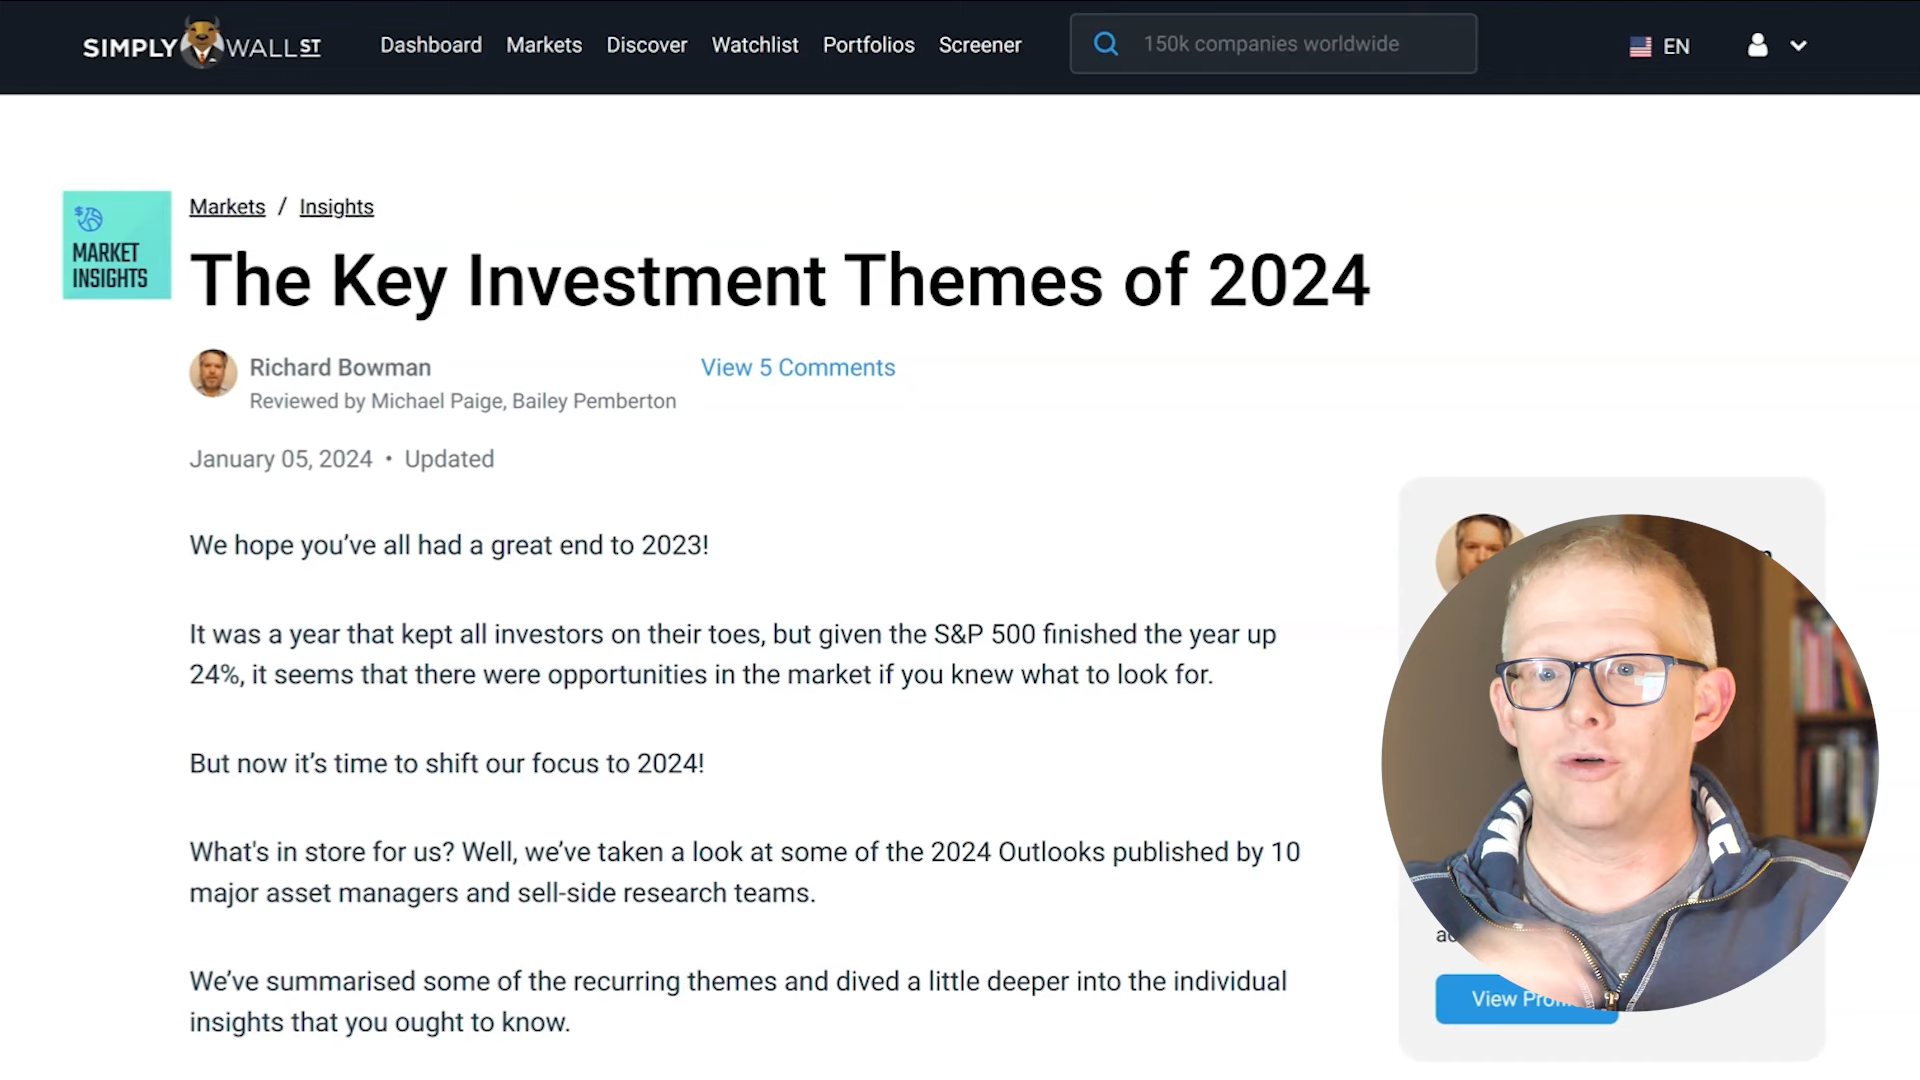 SIMPLY WALL ST
Dashboard Markets Discover Watchlist Portfolios Screener
150k companies worldwide
EN
MARKET
INSIGHTS
Markets / Insights
The Key Investment Themes of 2024
Richard Bowman
View 5 Comments
Reviewed by Michael Paige, Bailey Pemberton
January 05, 2024 • Updated
We hope you’ve all had a great end to 2023!
It was a year that kept all investors on their toes, but given the S&P 500 finished the year up
24%, it seems that there were opportunities in the market if you knew what to look for.
But now it’s time to shift our focus to 2024!
What's in store for us? Well, we’ve taken a look at some of the 2024 Outlooks published by 10
major asset managers and sell-side research teams.
We’ve summarised some of the recurring themes and dived a little deeper into the individual
insights that you ought to know.
View